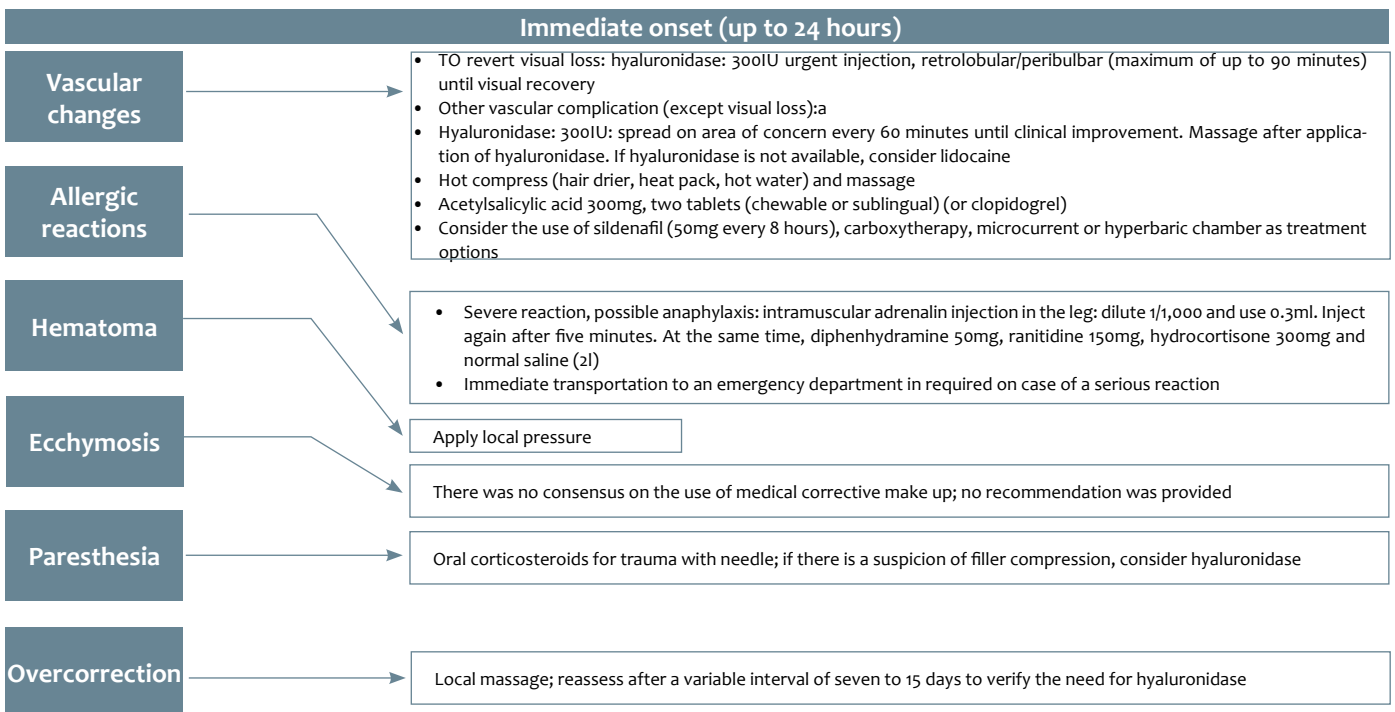 Immediate onset (up to 24 hours)
Vascular
changes
• TO revert visual loss: hyaluronidase: 300IU urgent injection, retrolobular/peribulbar (maximum of up to 90 minutes)
until visual recovery
• Other vascular complication (except visual loss):a
• Hyaluronidase: 300IU: spread on area of concern every 60 minutes until clinical improvement. Massage after applica-
tion of hyaluronidase. If hyaluronidase is not available, consider lidocaine
• Hot compress (hair drier, heat pack, hot water) and massage
• Acetylsalicylic acid 300mg, two tablets (chewable or sublingual) (or clopidogrel)
• Consider the use of sildenafil (50mg every 8 hours), carboxytherapy, microcurrent or hyperbaric chamber as treatment
options
Allergic
reactions
• Severe reaction, possible anaphylaxis: intramuscular adrenalin injection in the leg: dilute 1/1,000 and use 0.3ml. Inject
again after five minutes. At the same time, diphenhydramine 50mg, ranitidine 150mg, hydrocortisone 300mg and
normal saline (2l)
• Immediate transportation to an emergency department in required on case of a serious reaction
Hematoma
Apply local pressure
Ecchymosis
There was no consensus on the use of medical corrective make up; no recommendation was provided
Paresthesia
Oral corticosteroids for trauma with needle; if there is a suspicion of filler compression, consider hyaluronidase
Overcorrection
Local massage; reassess after a variable interval of seven to 15 days to verify the need for hyaluronidase